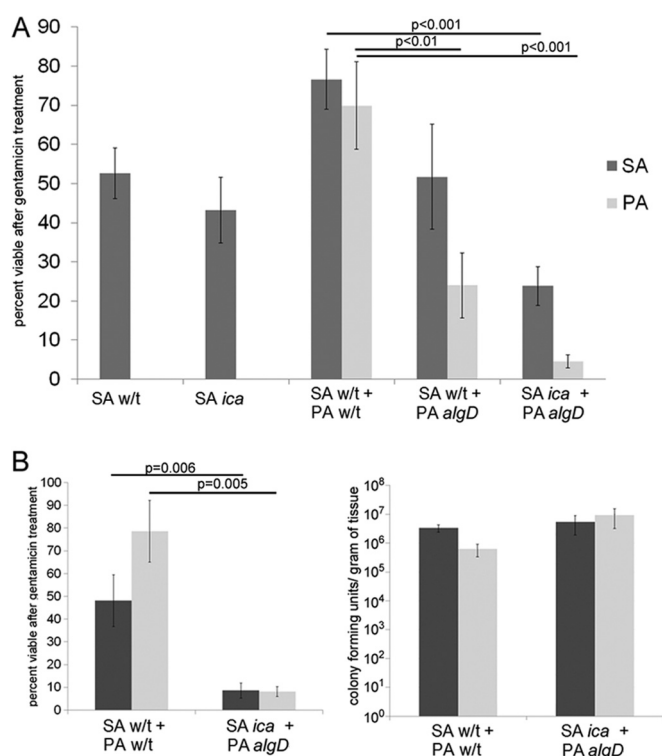 A
p<0.001
p<0.01
p<0.001
percent viable after gentamicin treatment
90
80
70
60
50
40
30
20
10
0
SA
PA
SA w/t
SA ica
SA w/t +
PA w/t
SA w/t +
PA algD
SA ica +
PA algD
B
p=0.006
p=0.005
percent viable after gentamicin treatment
100
90
80
70
60
50
40
30
20
10
0
SA w/t +
PA w/t
SA ica +
PA algD
colony forming units/ gram of tissue
10⁸
10⁷
10⁶
10⁵
10⁴
10³
10²
10¹
10⁰
SA w/t +
PA w/t
SA ica +
PA algD